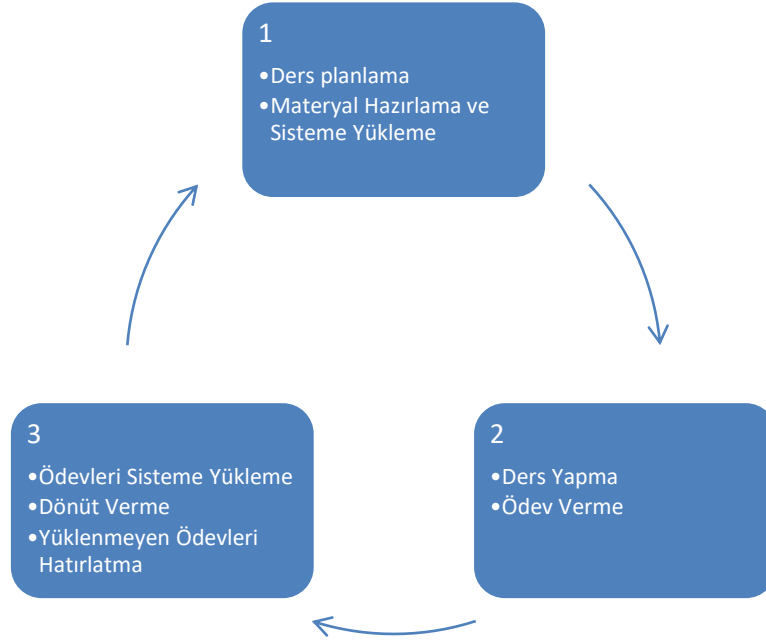 1
•Ders planlama
•Materyal Hazırlama ve
Sisteme Yükleme
2
•Ders Yapma
•Ödev Verme
3
•Ödevleri Sisteme Yükleme
•Dönüt Verme
•Yüklenmeyen Ödevleri
Hatırlatma